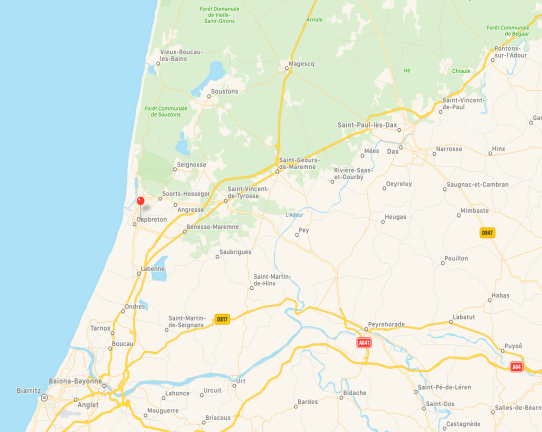 Forêt Domaniale
de Vielle-
Saint-Girons
Arriole
Forêt Communale
de Bégaar
Pontonx-
sur-l'Adour
Vieux-Boucau-
les-Bains
Magescq
Hé
Chioule
Soustons
Forêt Communale
de Soustons
Saint-Vincent-
de-Paul
Saint-Paul-lès-Dax
Dax
Narrosse
Hinx
Mées
Saint-Geours-
de-Maremne
Seignosse
Rivière-Saas-
et-Gourby
Oeyreluy
Saugnac-et-Cambran
Soorts-Hossegor
Saint-Vincent-
de-Tyrosse
Angresse
Capbreton
L'Adour
Mimbaste
Heugas
Bénesse-Maremne
Pey
D947
Saubrigues
Pouillon
Labenne
Saint-Martin-
de-Hinx
Habas
Ondres
Saint-Martin-
de-Seignanx
D817
Labatut
Tarnos
Peyrehorade
Boucau
A641
Puyoô
A64
Biarritz
Baiona-Bayonne
Urt
Saint-Pé-de-Léren
Anglet
Lahonce
Urcuit
Bidache
Saint-Dos
Salies-de-Béarn
Mouguerre
Bardos
Briscous
Castagnède